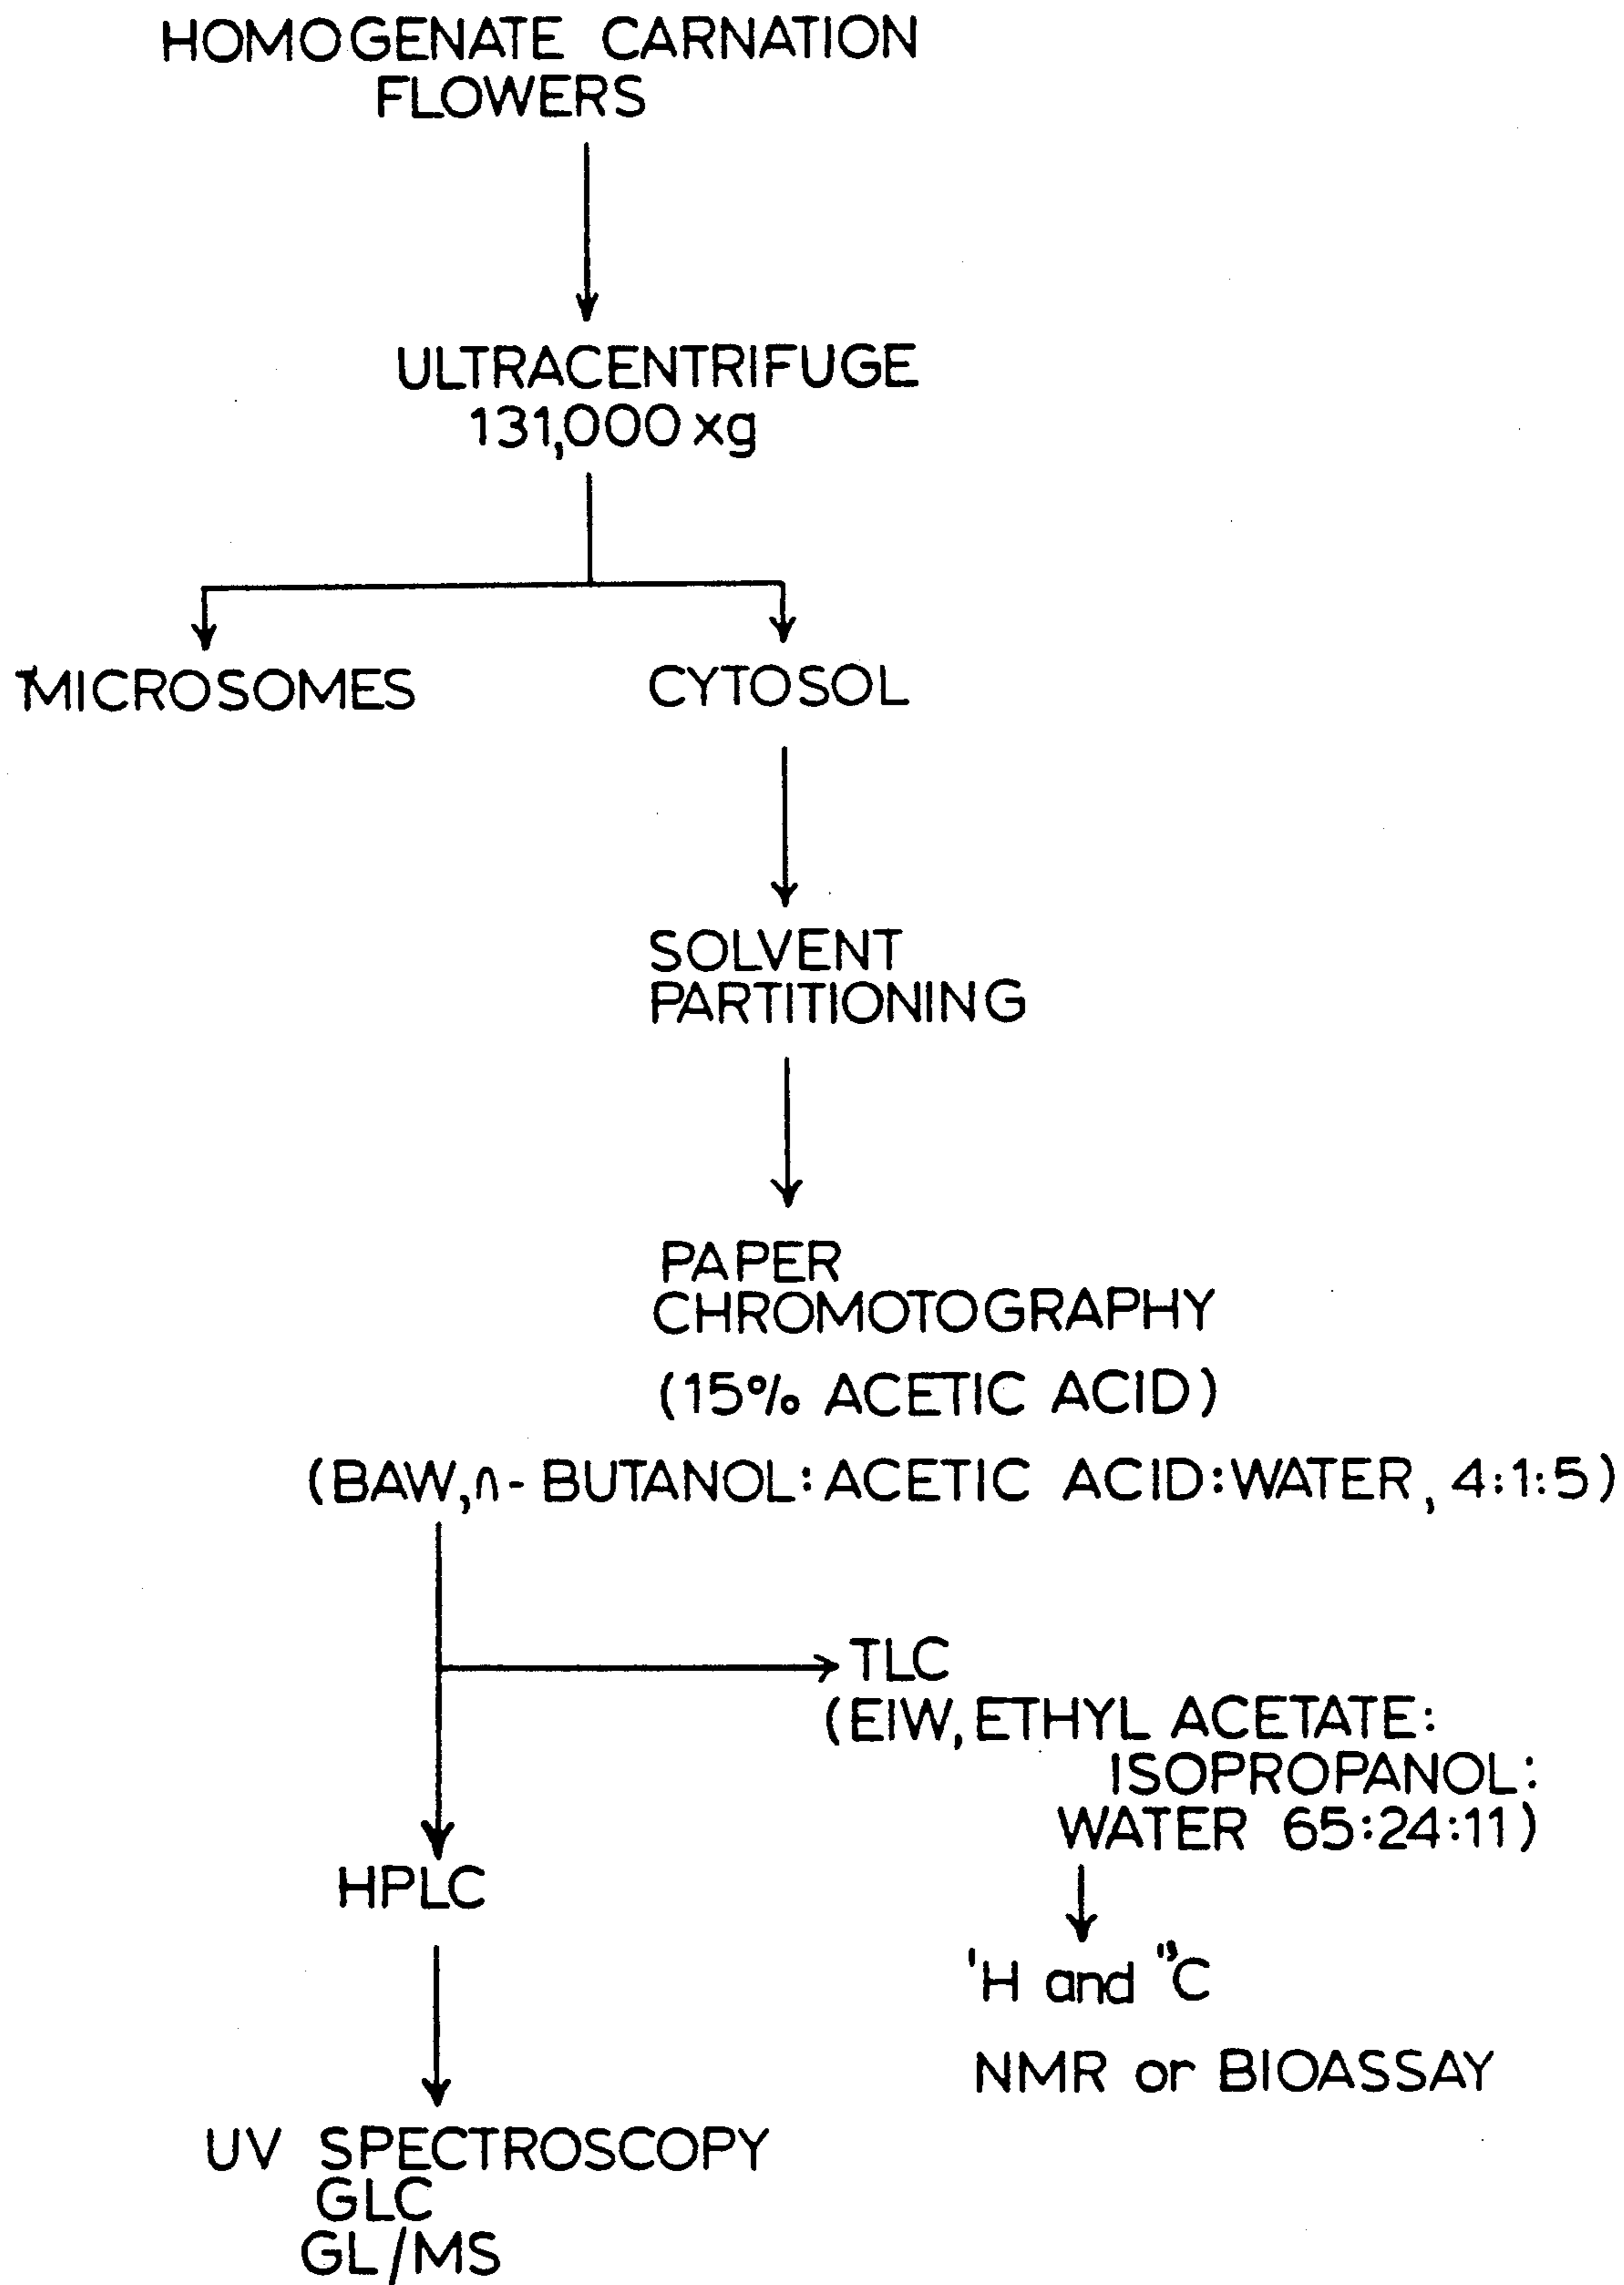 HOMOGENATE CARNATION
FLOWERS
ULTRACENTRIFUGE
131,000 xg
MICROSOMES
CYTOSOL
SOLVENT
PARTITIONING
PAPER
CHROMOTOGRAPHY
(15% ACETIC ACID)
(BAW, n-BUTANOL: ACETIC ACID: WATER, 4:1:5)
TLC
(EIW, ETHYL ACETATE:
ISOPROPANOL:
WATER 65:24:11)
HPLC
¹H and ¹³C
NMR or BIOASSAY
UV SPECTROSCOPY
GLC
GL/MS